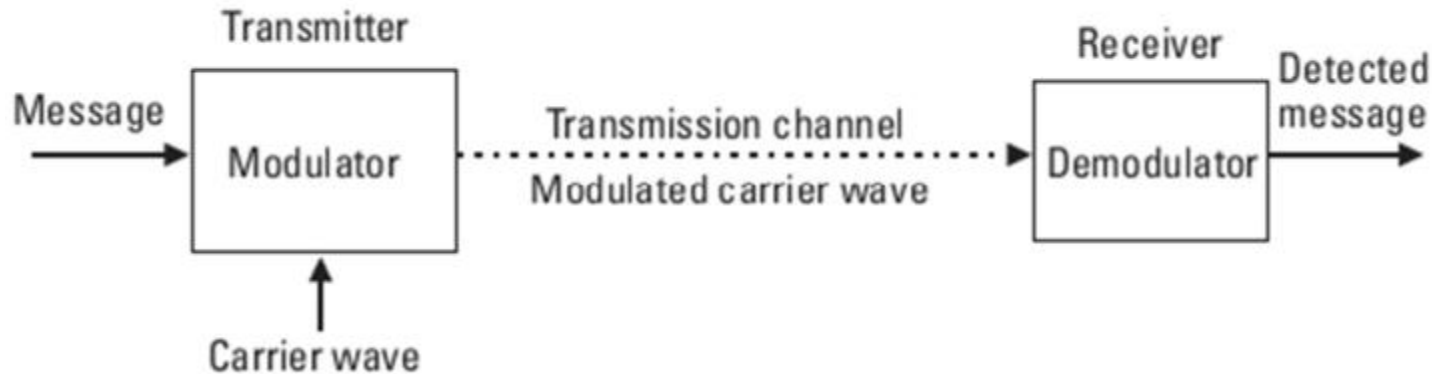 Transmitter
Message
Modulator
Carrier wave
Transmission channel
Modulated carrier wave
Receiver
Demodulator
Detected
message